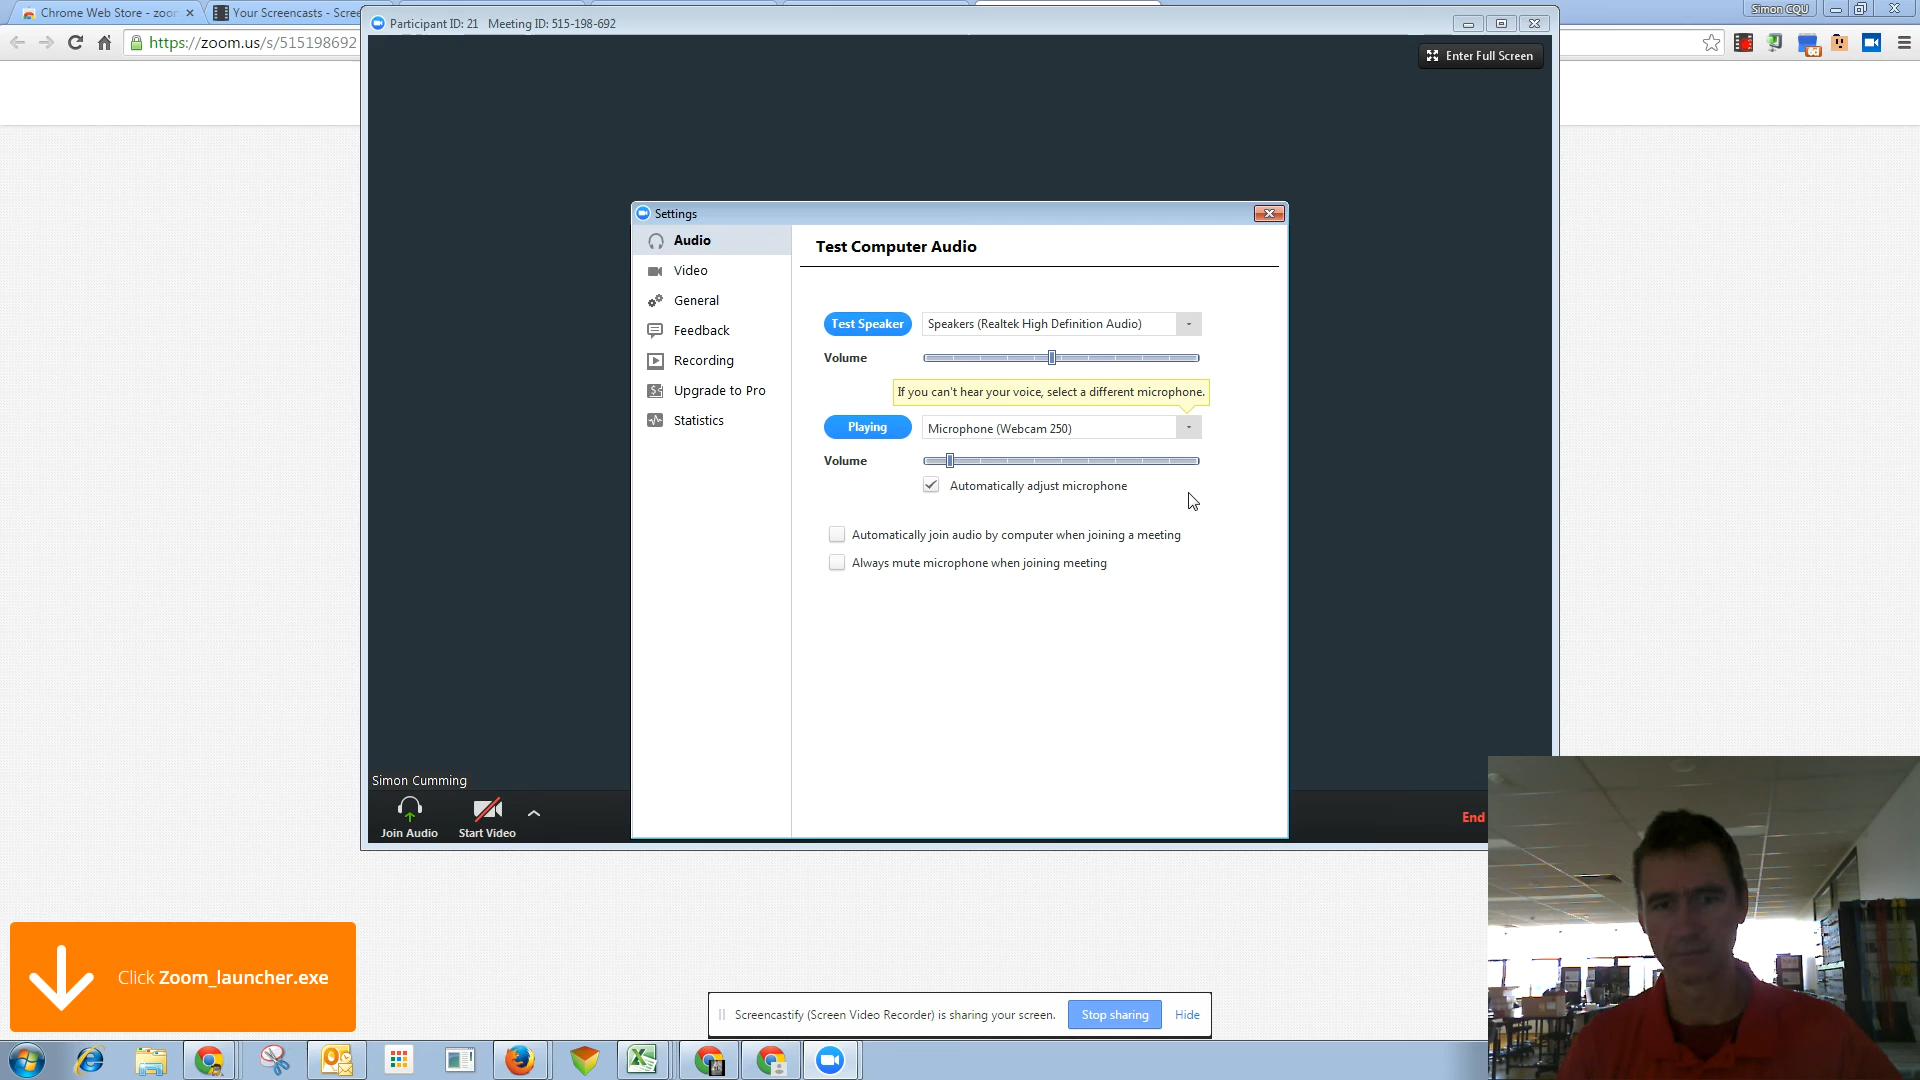 Chrome Web Store - zoor
Your Screencasts - Scree
Participant ID: 21 Meeting ID: 515-198-692
Simon CQU
https://zoom.us/s/515198692
6d
Enter Full Screen
Settings
Audio
Video
General
Feedback
Recording
Upgrade to Pro
Statistics
Test Computer Audio
Test Speaker
Speakers (Realtek High Definition Audio)
Volume
If you can't hear your voice, select a different microphone.
Playing
Microphone (Webcam 250)
Volume
Automatically adjust microphone
Automatically join audio by computer when joining a meeting
Always mute microphone when joining meeting
Simon Cumming
Join Audio
Start Video
End
Click Zoom_launcher.exe
Screencastify (Screen Video Recorder) is sharing your screen.
Stop sharing
Hide